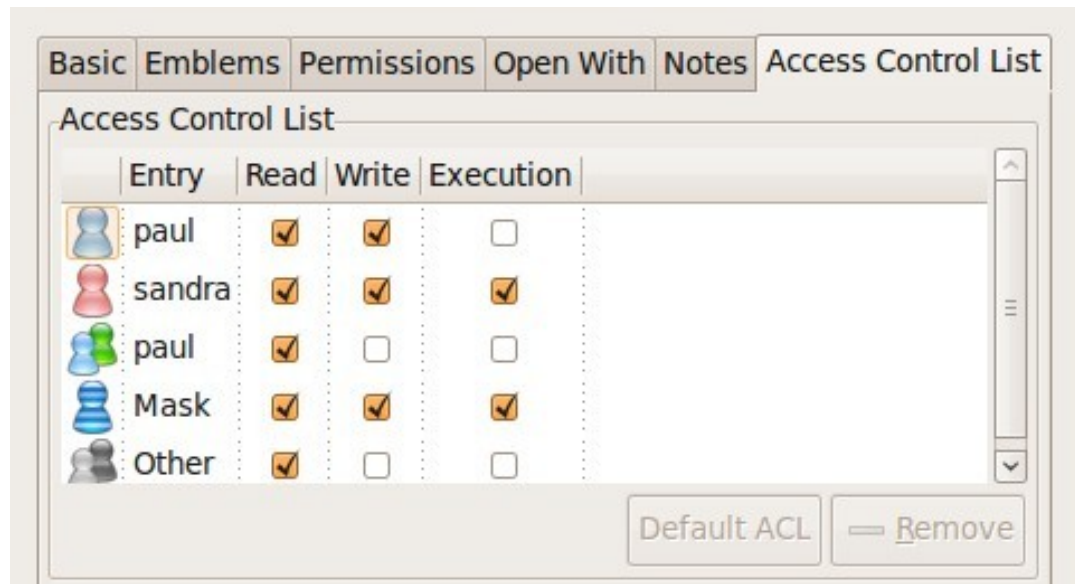 Basic Emblems Permissions Open With Notes Access Control List
Access Control List
Entry Read Write Execution
paul
sandra
paul
Mask
Other
Default ACL Remove